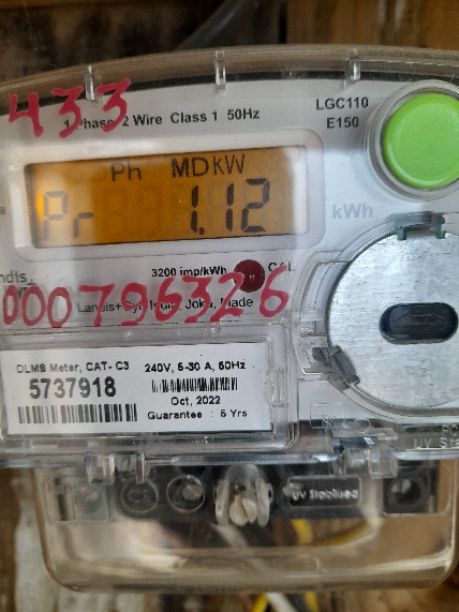 433
1 Phase 2 Wire Class 1 50Hz
LGC110
E150
Ph MD KW
Pr 1.12
kWh
3200 imp/kWh
CAL
000796326
DLMS Meter, CAT- C3
5737918
240V, 5-30 A, 50Hz
Oct, 2022
Guarantee : 5 Yrs
UV Stabilised